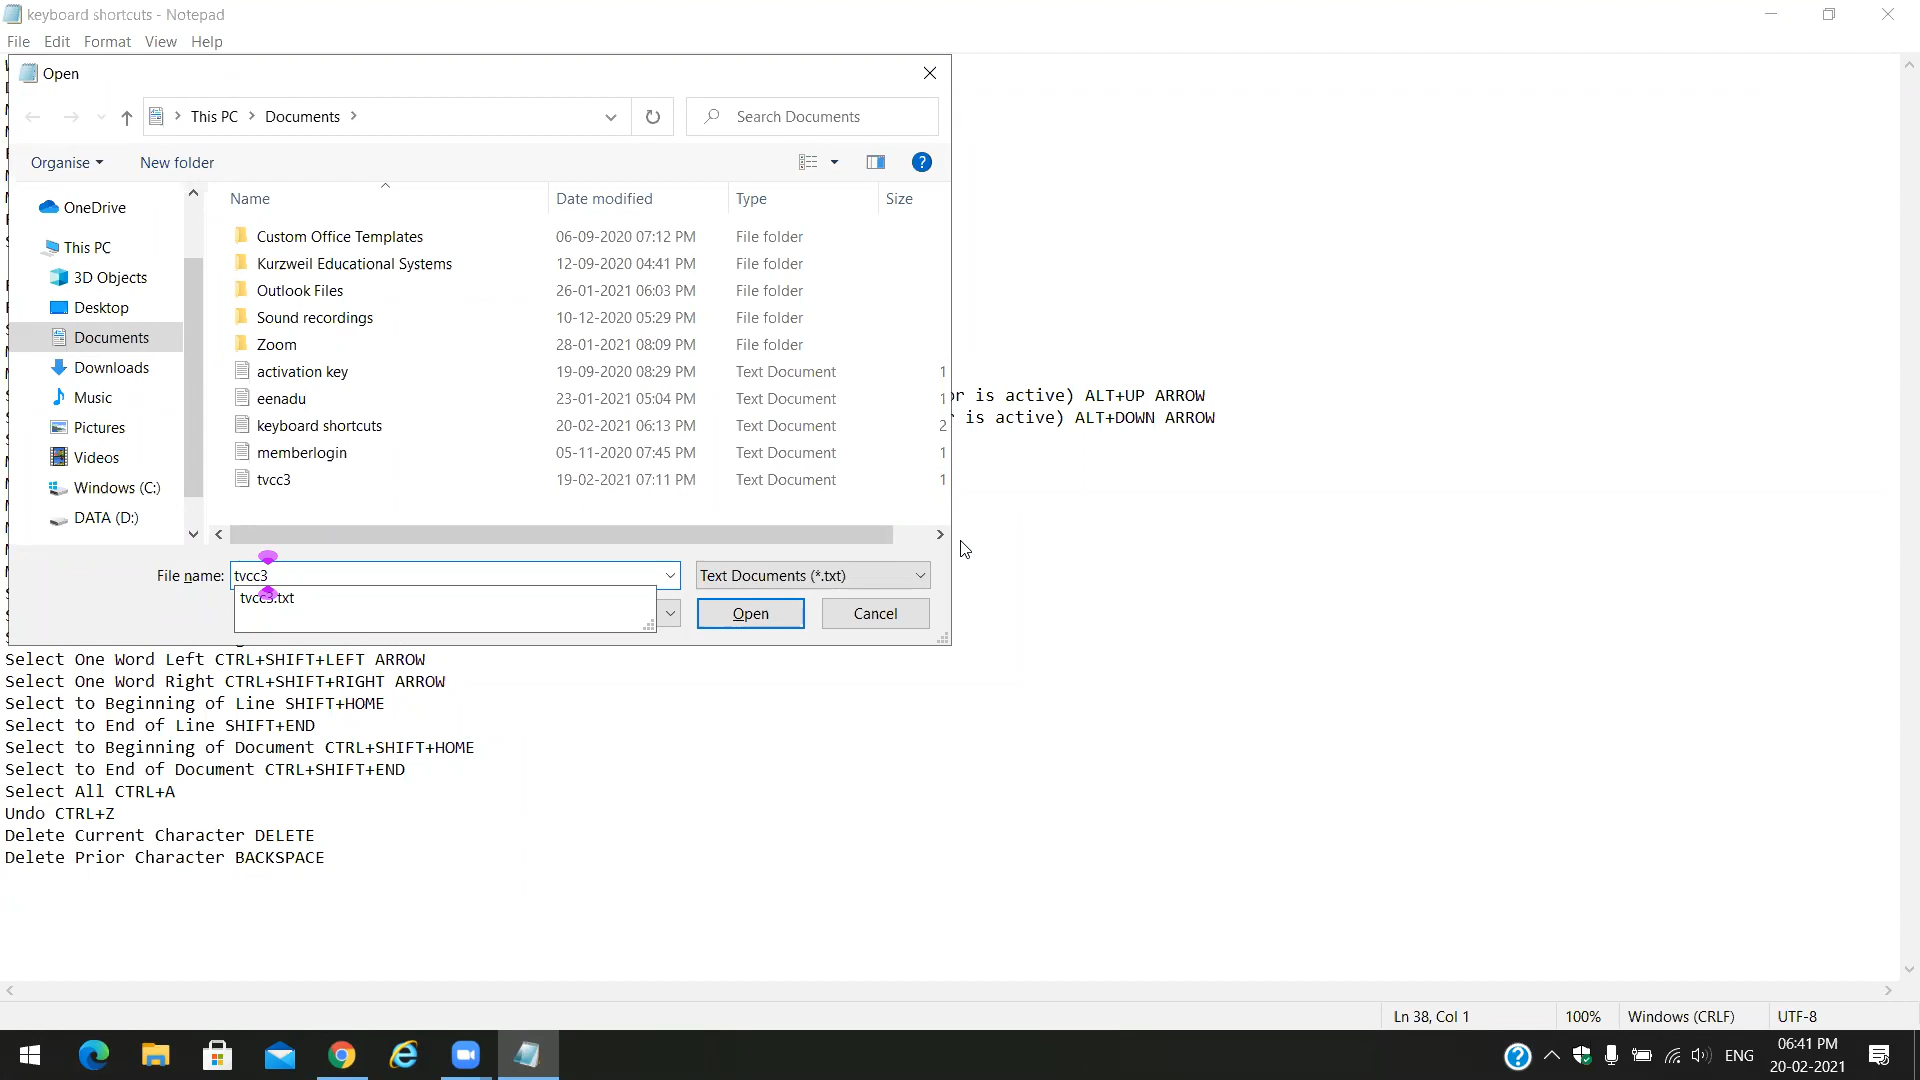 keyboard shortcuts - Notepad
File Edit Format View Help
Open
This PC Documents
Search Documents
Organise New folder
Name Date modified Type Size
OneDrive
This PC
3D Objects
Desktop
Documents
Downloads
Music
Pictures
Videos
Windows (C:)
DATA (D:)
Custom Office Templates 06-09-2020 07:12 PM File folder
Kurzweil Educational Systems 12-09-2020 04:41 PM File folder
Outlook Files 26-01-2021 06:03 PM File folder
Sound recordings 10-12-2020 05:29 PM File folder
Zoom 28-01-2021 08:09 PM File folder
activation key 19-09-2020 08:29 PM Text Document 1
eenadu 23-01-2021 05:04 PM Text Document 1
keyboard shortcuts 20-02-2021 06:13 PM Text Document 2
memberlogin 05-11-2020 07:45 PM Text Document 1
tvcc3 19-02-2021 07:11 PM Text Document 1
is active) ALT+UP ARROW
is active) ALT+DOWN ARROW
File name: tvcc3 Text Documents (*.txt)
tvcc3.txt
Open Cancel
Select One Word Left CTRL+SHIFT+LEFT ARROW
Select One Word Right CTRL+SHIFT+RIGHT ARROW
Select to Beginning of Line SHIFT+HOME
Select to End of Line SHIFT+END
Select to Beginning of Document CTRL+SHIFT+HOME
Select to End of Document CTRL+SHIFT+END
Select All CTRL+A
Undo CTRL+Z
Delete Current Character DELETE
Delete Prior Character BACKSPACE
Ln 38, Col 1 100% Windows (CRLF) UTF-8
ENG
06:41 PM
20-02-2021